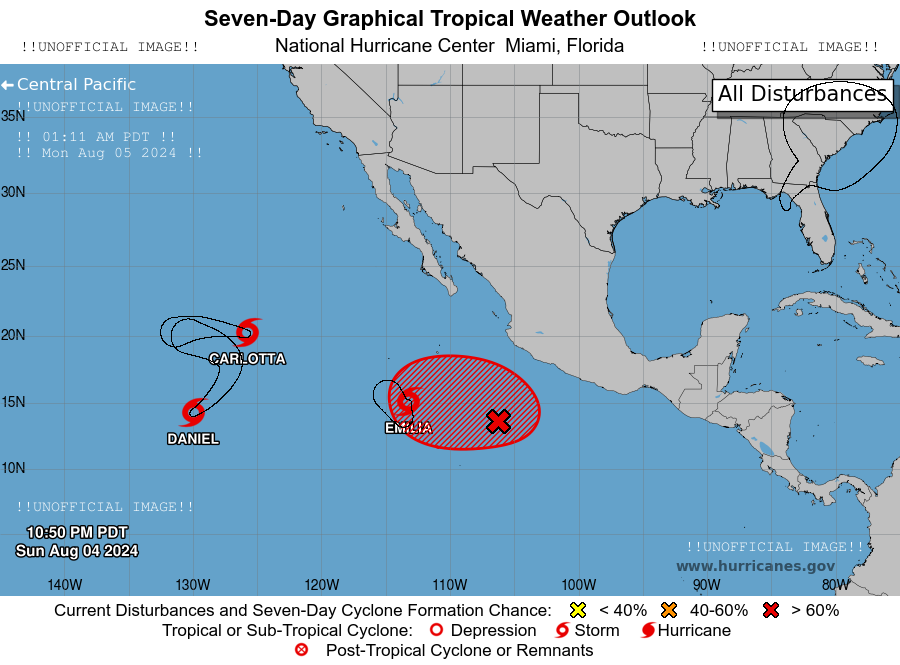 Seven-Day Graphical Tropical Weather Outlook
!!UNOFFICIAL IMAGE!! National Hurricane Center Miami, Florida !!UNOFFICIAL IMAGE!!
Central Pacific
All Disturbances
!!UNOFFICIAL IMAGE!!
35N
!! 01:11 AM PDT !!
!! Mon Aug 05 2024 !!
30N
25N
20N
CARLOTTA
15N
EMILIA
DANIEL
10N
!!UNOFFICIAL IMAGE!!
10:50 PM PDT
Sun Aug 04 2024
!!UNOFFICIAL IMAGE!!
www.hurricanes.gov
140W 130W 120W 110W 100W 90W 80W
Current Disturbances and Seven-Day Cyclone Formation Chance: < 40% 40-60% > 60%
Tropical or Sub-Tropical Cyclone: Depression Storm Hurricane
Post-Tropical Cyclone or Remnants